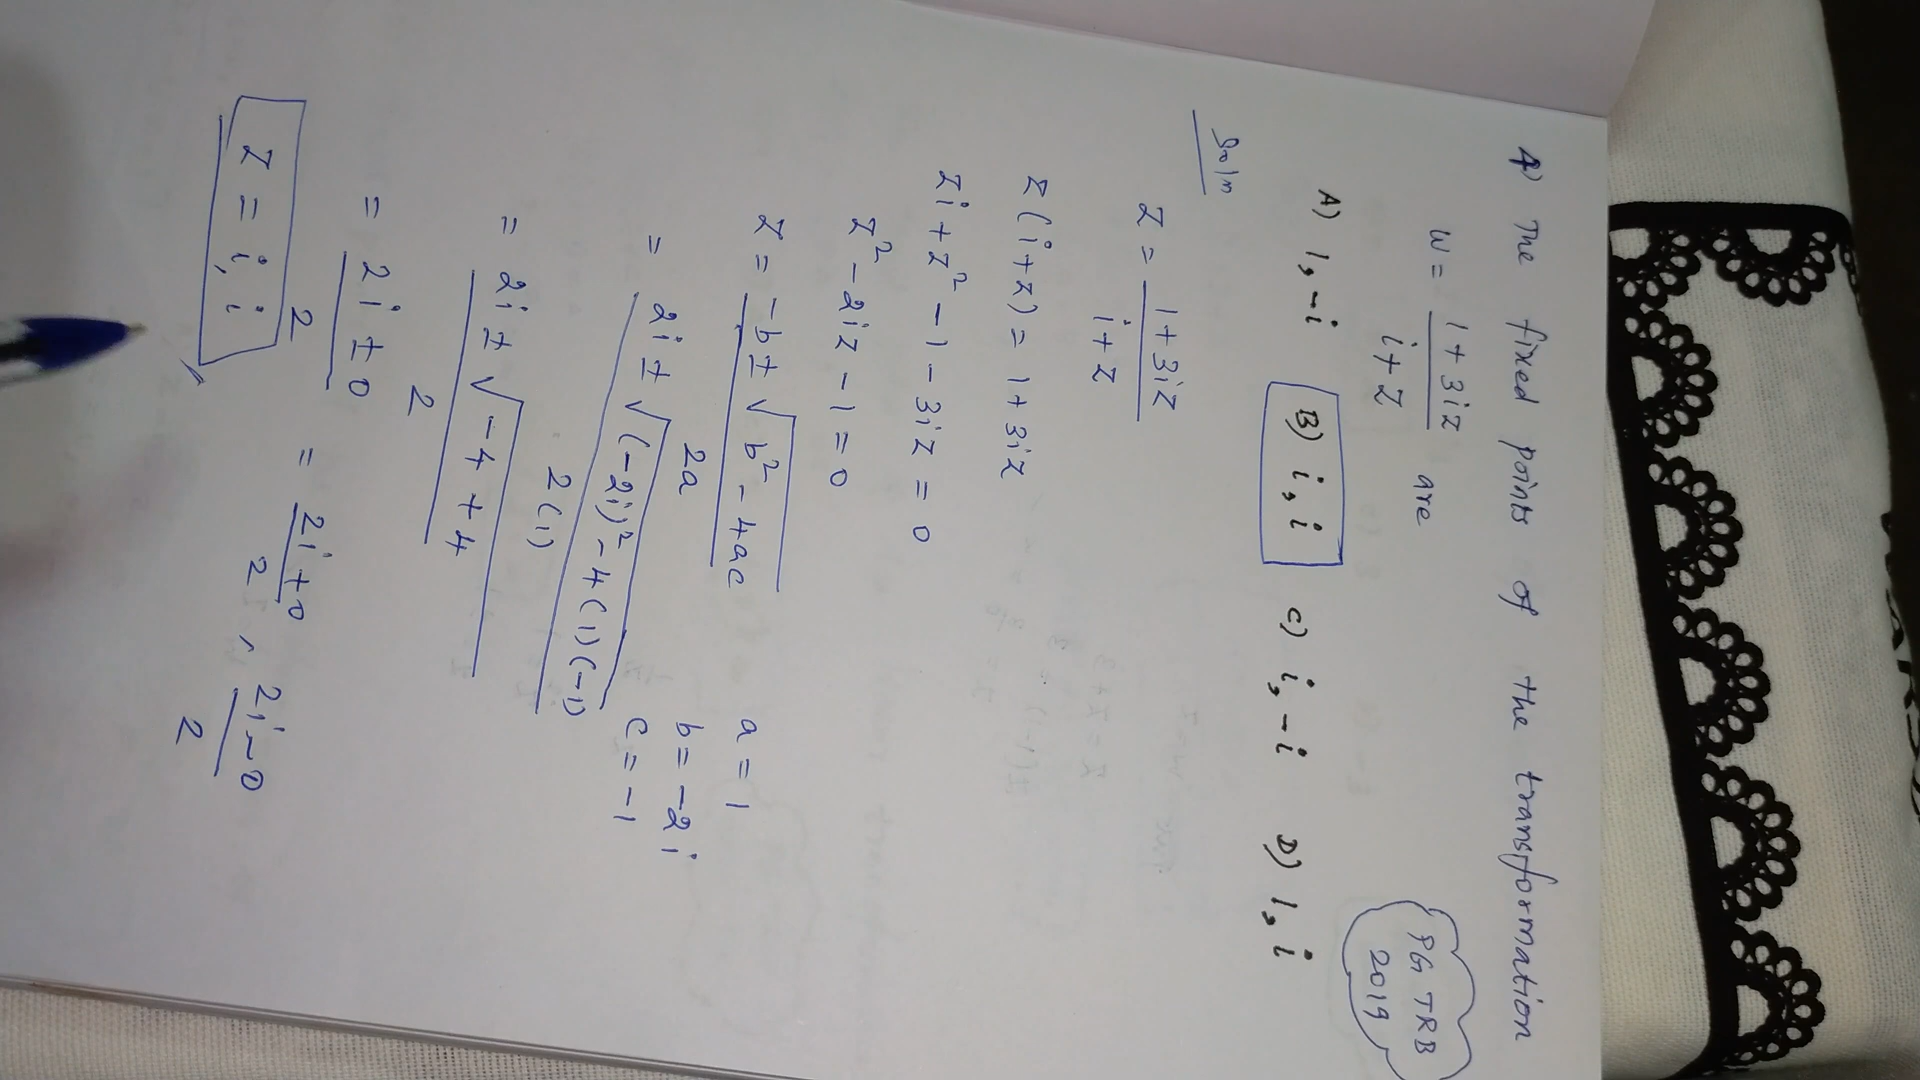 4) The fixed points of the transformation
w = 1 + 3iz / i + z are
PG TRB
2019
A) 1, -i B) i, i C) i, -i D) 1, i
Soln
z = 1 + 3iz / i + z
z(i + z) = 1 + 3iz
zi + z² - 1 - 3iz = 0
z² - 2iz - 1 = 0
z = -b ± √b² - 4ac / 2a
a = 1
b = -2i
c = -1
= 2i ± √(-2i)² - 4(1)(-1) / 2(1)
= 2i ± √-4 + 4 / 2
= 2i ± 0 / 2
= 2i + 0 / 2 , 2i - 0 / 2
z = i, i